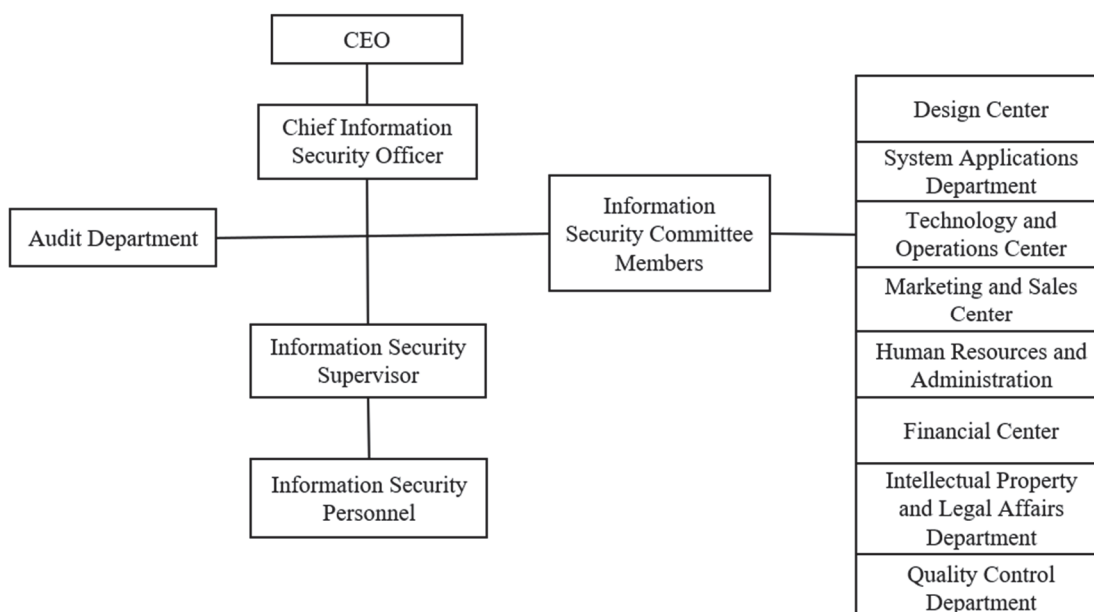 CEO
Chief Information
Security Officer
Audit Department
Information
Security Committee
Members
Information Security
Supervisor
Information Security
Personnel
Design Center
System Applications
Department
Technology and
Operations Center
Marketing and Sales
Center
Human Resources and
Administration
Financial Center
Intellectual Property
and Legal Affairs
Department
Quality Control
Department